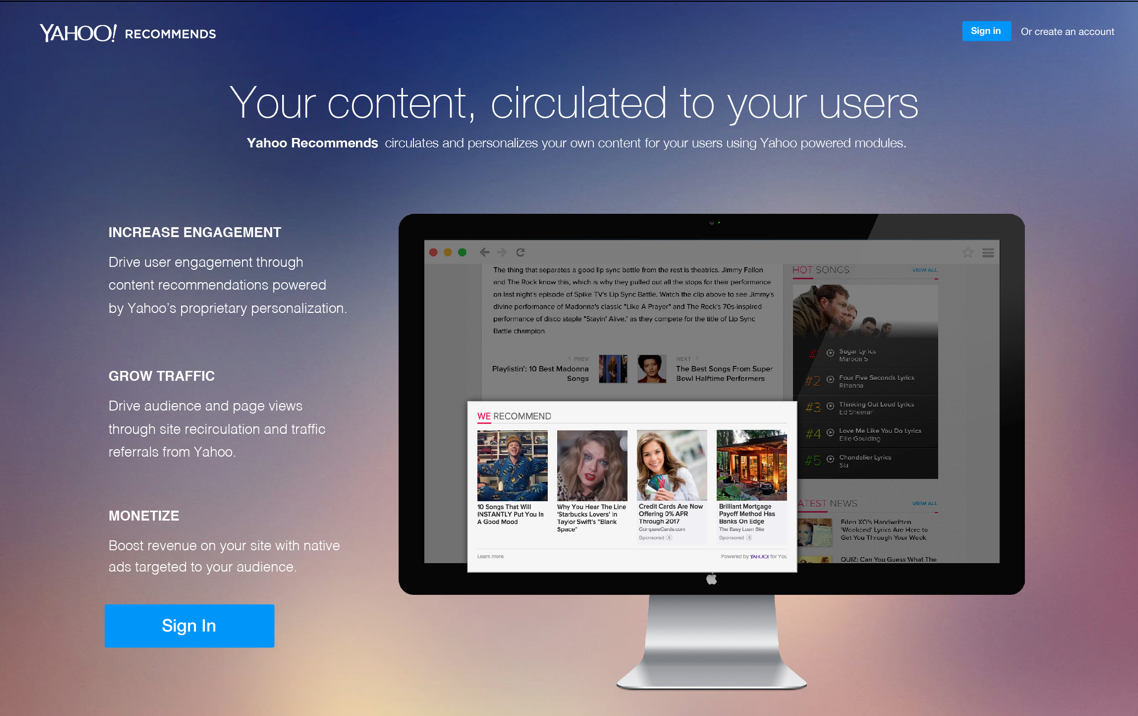 YAHOO! RECOMMENDS
Sign in
Or create an account
Your content, circulated to your users
Yahoo Recommends circulates and personalizes your own content for your users using Yahoo powered modules.
INCREASE ENGAGEMENT
Drive user engagement through
content recommendations powered
by Yahoo's proprietary personalization.
GROW TRAFFIC
Drive audience and page views
through site recirculation and traffic
referrals from Yahoo.
MONETIZE
Boost revenue on your site with native
ads targeted to your audience.
Sign In
The thing that separates a good lip sync battle from the rest is theatrics. Jimmy Fallon
and The Rock know this, which is why they pulled out all the stops for their performance
on last night's episode of Spike TV's Lip Sync Battle. Watch the clip above to see Jimmy's
divine performance of Madonna's classic "Like A Prayer" and The Rock's 70s-inspired
performance of disco staple "Stayin' Alive," as they compete for the title of Lip Sync
Battle champion.
PREV
Playlistin': 10 Best Madonna
Songs
NEXT
The Best Songs From Super
Bowl Halftime Performers
HOT SONGS
VIEW ALL
Sugar Lyrics
Maroon 5
#2
Four Five Seconds Lyrics
Rihanna
#3
Thinking Out Loud Lyrics
Ed Sheeran
#4
Love Me Like You Do Lyrics
Ellie Goulding
#5
Chandelier Lyrics
Sia
WE RECOMMEND
10 Songs That Will
INSTANTLY Put You In
A Good Mood
Why You Hear The Line
'Starbucks Lovers' in
Taylor Swift's "Blank
Space"
Credit Cards Are Now
Offering 0% APR
Through 2017
CompareCards.com
Sponsored
Brilliant Mortgage
Payoff Method Has
Banks On Edge
The Easy Loan Site
Sponsored
Learn more
Powered by YAHOO! for You
ATEST NEWS
VIEW ALL
Eden XO's Handwritten
'Weekend' Lyrics Are Here to
Get You Through Your Week
QUIZ: Can You Guess What The